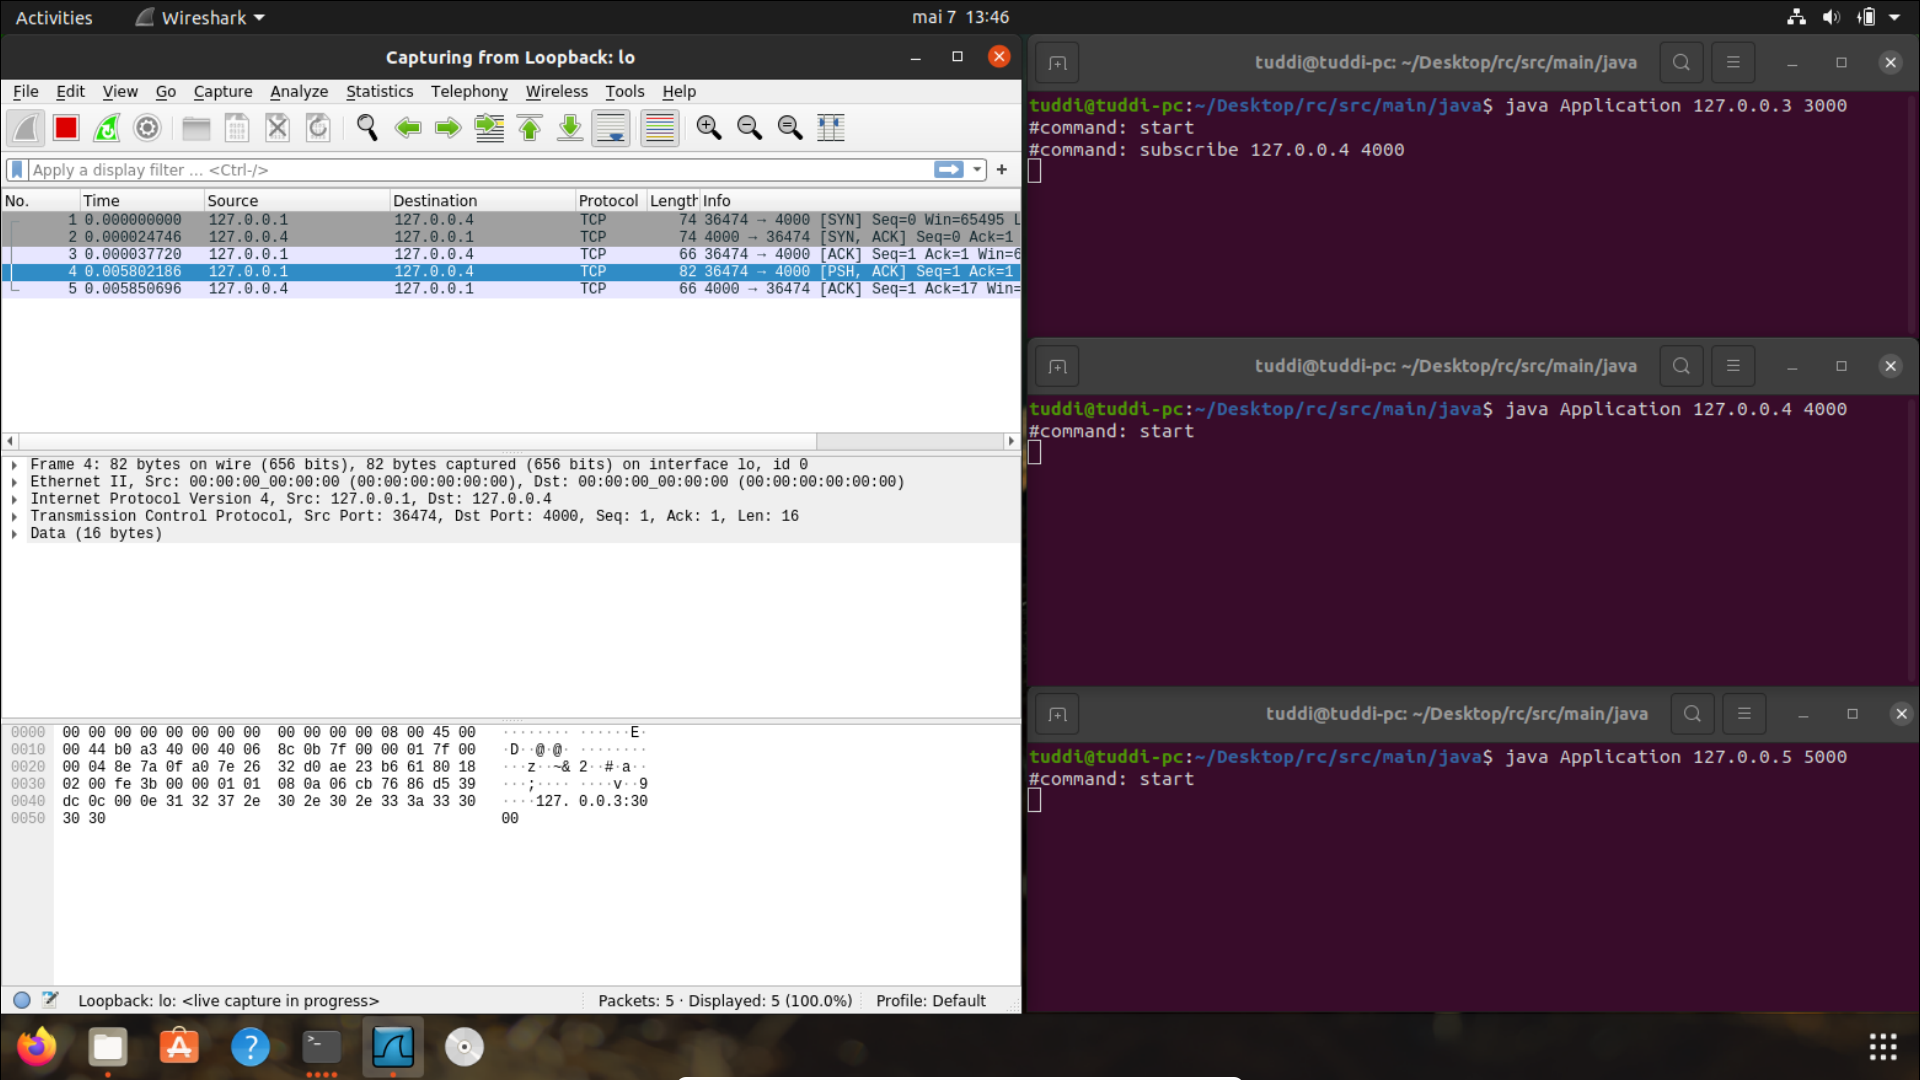 Activities
Wireshark
mai 7 13:46
Capturing from Loopback: lo
File Edit View Go Capture Analyze Statistics Telephony Wireless Tools Help
Apply a display filter ... <Ctrl-/>
+
No. Time Source Destination Protocol Length Info
1 0.000000000 127.0.0.1 127.0.0.4 TCP 74 36474 → 4000 [SYN] Seq=0 Win=65495 L
2 0.000024746 127.0.0.4 127.0.0.1 TCP 74 4000 → 36474 [SYN, ACK] Seq=0 Ack=1
3 0.000037720 127.0.0.1 127.0.0.4 TCP 66 36474 → 4000 [ACK] Seq=1 Ack=1 Win=6
4 0.005802186 127.0.0.1 127.0.0.4 TCP 82 36474 → 4000 [PSH, ACK] Seq=1 Ack=1
5 0.005850696 127.0.0.4 127.0.0.1 TCP 66 4000 → 36474 [ACK] Seq=1 Ack=17 Win=
Frame 4: 82 bytes on wire (656 bits), 82 bytes captured (656 bits) on interface lo, id 0
Ethernet II, Src: 00:00:00_00:00:00 (00:00:00:00:00:00), Dst: 00:00:00_00:00:00 (00:00:00:00:00:00)
Internet Protocol Version 4, Src: 127.0.0.1, Dst: 127.0.0.4
Transmission Control Protocol, Src Port: 36474, Dst Port: 4000, Seq: 1, Ack: 1, Len: 16
Data (16 bytes)
0000 00 00 00 00 00 00 00 00 00 00 00 00 08 00 45 00 ········ ······E·
0010 00 44 b0 a3 40 00 40 06 8c 0b 7f 00 00 01 7f 00 ·D··@·@· ········
0020 00 04 8e 7a 0f a0 7e 26 32 d0 ae 23 b6 61 80 18 ···z··~& 2··#·a··
0030 02 00 fe 3b 00 00 01 01 08 0a 06 cb 76 86 d5 39 ···;···· ····v··9
0040 dc 0c 00 0e 31 32 37 2e 30 2e 30 2e 33 3a 33 30 ····127. 0.0.3:30
0050 30 30 00
Loopback: lo: <live capture in progress>
Packets: 5 · Displayed: 5 (100.0%)
Profile: Default
tuddi@tuddi-pc: ~/Desktop/rc/src/main/java
tuddi@tuddi-pc:~/Desktop/rc/src/main/java$ java Application 127.0.0.3 3000
#command: start
#command: subscribe 127.0.0.4 4000
tuddi@tuddi-pc: ~/Desktop/rc/src/main/java
tuddi@tuddi-pc:~/Desktop/rc/src/main/java$ java Application 127.0.0.4 4000
#command: start
tuddi@tuddi-pc: ~/Desktop/rc/src/main/java
tuddi@tuddi-pc:~/Desktop/rc/src/main/java$ java Application 127.0.0.5 5000
#command: start